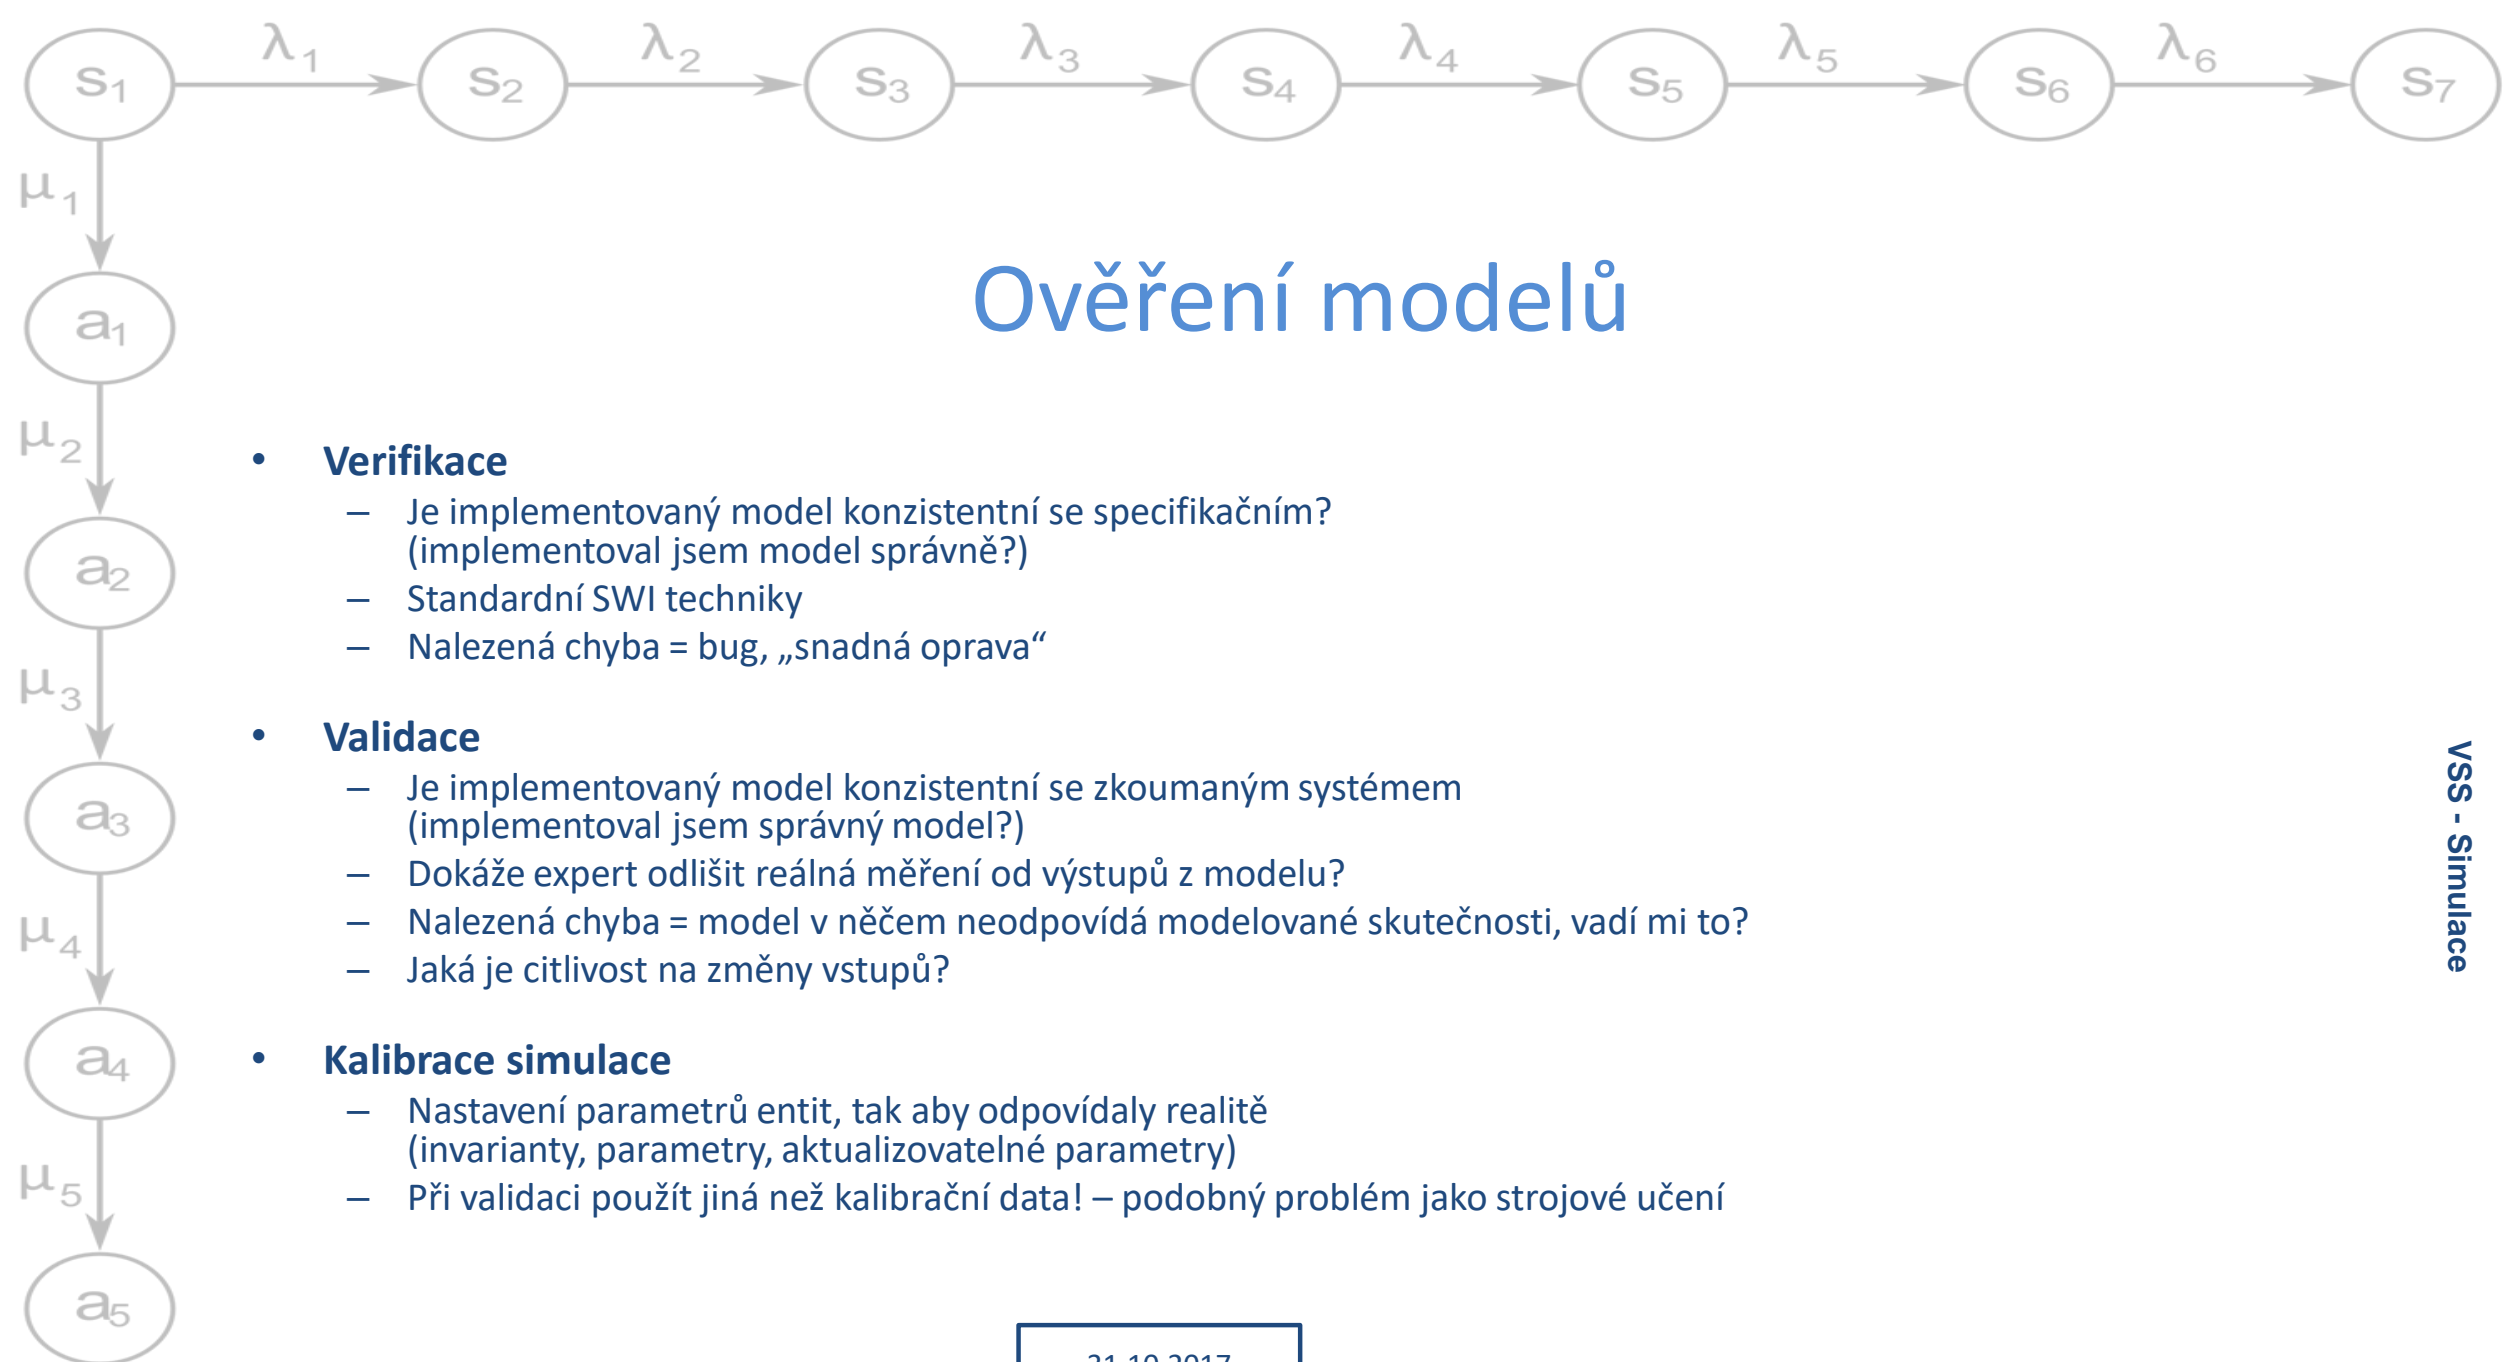 s1 λ1 s2 λ2 s3 λ3 s4 λ4 s5 λ5 s6 λ6 s7
μ1
a1
μ2
a2
μ3
a3
μ4
a4
μ5
a5
Ověření modelů
• Verifikace
– Je implementovaný model konzistentní se specifikačním?
(implementoval jsem model správně?)
– Standardní SWI techniky
– Nalezená chyba = bug, „snadná oprava“
• Validace
– Je implementovaný model konzistentní se zkoumaným systémem
(implementoval jsem správný model?)
– Dokáže expert odlišit reálná měření od výstupů z modelu?
– Nalezená chyba = model v něčem neodpovídá modelované skutečnosti, vadí mi to?
– Jaká je citlivost na změny vstupů?
• Kalibrace simulace
– Nastavení parametrů entit, tak aby odpovídaly realitě
(invarianty, parametry, aktualizovatelné parametry)
– Při validaci použít jiná než kalibrační data! – podobný problém jako strojové učení
VSS - Simulace
31.10.2017